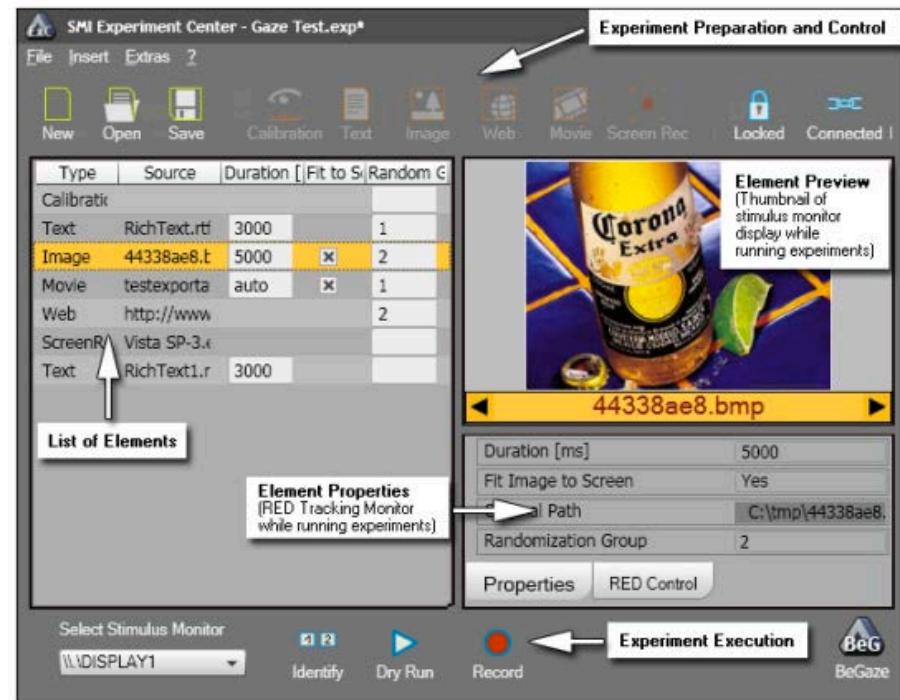 SMI Experiment Center - Gaze Test.exp*
Experiment Preparation and Control
File Insert Extras ?
New Open Save Calibration Text Image Web Movie Screen Rec Locked Connected
Type Source Duration [ Fit to S Random G
Calibratic
Text RichText.rtf 3000 1
Image 44338ae8.b 5000 2
Movie testexporta auto 1
Web http://www 2
ScreenR Vista SP-3.e
Text RichText1.r 3000
List of Elements
Corona
Extra
Element Preview
(Thumbnail of
stimulus monitor
display while
running experiments)
44338ae8.bmp
Duration [ms] 5000
Fit Image to Screen Yes
al Path C:\tmp\44338ae8.
Randomization Group 2
Element Properties
(RED Tracking Monitor
while running experiments)
Properties RED Control
Select Stimulus Monitor
\\.\DISPLAY1
Identify Dry Run Record
Experiment Execution
BeG
BeGaze